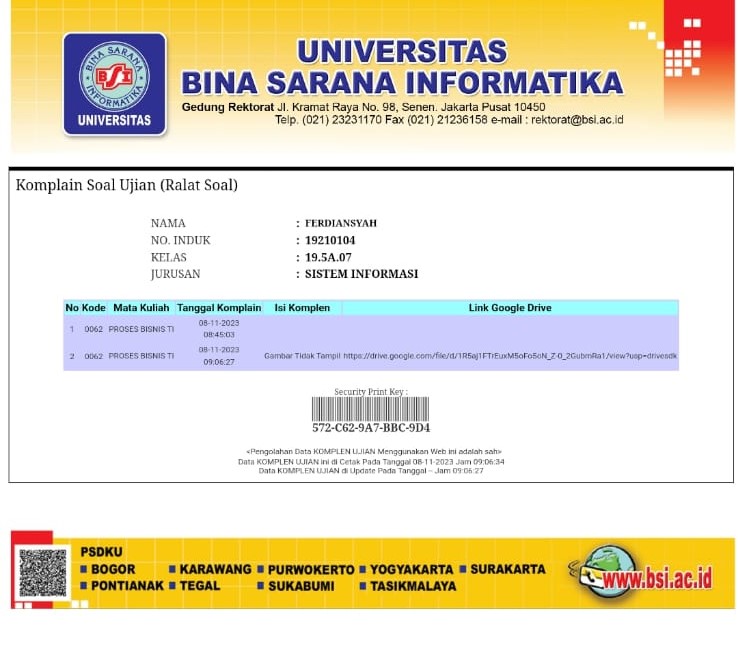 BINA SARANA
BSI
INFORMATIKA
UNIVERSITAS
UNIVERSITAS
BINA SARANA INFORMATIKA
Gedung Rektorat Jl. Kramat Raya No. 98, Senen. Jakarta Pusat 10450
Telp. (021) 23231170 Fax (021) 21236158 e-mail : rektorat@bsi.ac.id
Komplain Soal Ujian (Ralat Soal)
NAMA : FERDIANSYAH
NO. INDUK : 19210104
KELAS : 19.5A.07
JURUSAN : SISTEM INFORMASI
No Kode Mata Kuliah Tanggal Komplain Isi Komplen Link Google Drive
1 0062 PROSES BISNIS TI 08-11-2023 08:45:03
2 0062 PROSES BISNIS TI 08-11-2023 09:06:27 Gambar Tidak Tampil https://drive.google.com/file/d/1R5aj1FTrEuxM5oFo5oN_Z-0_2GubmRa1/view?usp=drivesdk
Security Print Key :
572-C62-9A7-BBC-9D4
<Pengolahan Data KOMPLEN UJIAN Menggunakan Web ini adalah sah>
Data KOMPLEN UJIAN ini di Cetak Pada Tanggal 08-11-2023 Jam 09:06:34
Data KOMPLEN UJIAN di Update Pada Tanggal -- Jam 09:06:27
PSDKU
BOGOR KARAWANG PURWOKERTO YOGYAKARTA SURAKARTA
PONTIANAK TEGAL SUKABUMI TASIKMALAYA
www.bsi.ac.id